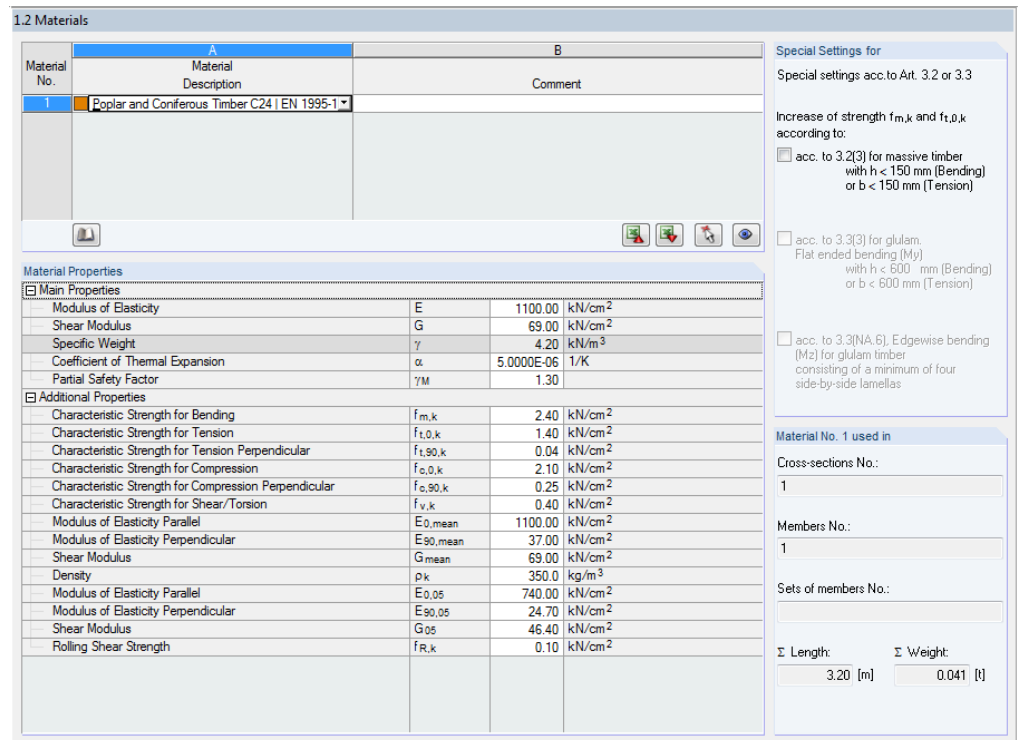 1.2 Materials
A B
Material No.
Material Description
Comment
1 Poplar and Coniferous Timber C24 | EN 1995-1
Material Properties
Main Properties
Modulus of Elasticity E 1100.00 kN/cm2
Shear Modulus G 69.00 kN/cm2
Specific Weight γ 4.20 kN/m3
Coefficient of Thermal Expansion α 5.0000E-06 1/K
Partial Safety Factor γM 1.30
Additional Properties
Characteristic Strength for Bending fm,k 2.40 kN/cm2
Characteristic Strength for Tension ft,0,k 1.40 kN/cm2
Characteristic Strength for Tension Perpendicular ft,90,k 0.04 kN/cm2
Characteristic Strength for Compression fc,0,k 2.10 kN/cm2
Characteristic Strength for Compression Perpendicular fc,90,k 0.25 kN/cm2
Characteristic Strength for Shear/Torsion fv,k 0.40 kN/cm2
Modulus of Elasticity Parallel E0,mean 1100.00 kN/cm2
Modulus of Elasticity Perpendicular E90,mean 37.00 kN/cm2
Shear Modulus Gmean 69.00 kN/cm2
Density ρk 350.0 kg/m3
Modulus of Elasticity Parallel E0,05 740.00 kN/cm2
Modulus of Elasticity Perpendicular E90,05 24.70 kN/cm2
Shear Modulus G05 46.40 kN/cm2
Rolling Shear Strength fR,k 0.10 kN/cm2
Special Settings for
Special settings acc.to Art. 3.2 or 3.3
Increase of strength fm,k and ft,0,k
according to:
acc. to 3.2(3) for massive timber
with h < 150 mm (Bending)
or b < 150 mm (Tension)
acc. to 3.3(3) for glulam.
Flat ended bending (My)
with h < 600 mm (Bending)
or b < 600 mm (Tension)
acc. to 3.3(NA.6), Edgewise bending
(Mz) for glulam timber
consisting of a minimum of four
side-by-side lamellas
Material No. 1 used in
Cross-sections No.:
1
Members No.:
1
Sets of members No.:
Σ Length: Σ Weight:
3.20 [m] 0.041 [t]